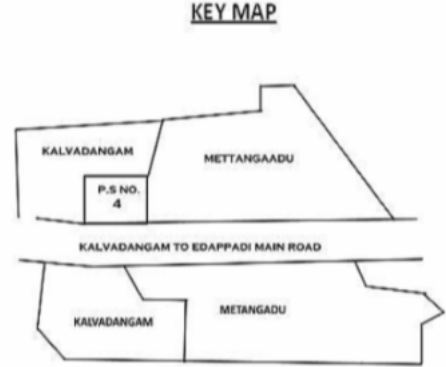 KEY MAP
KALVADANGAM
METTANGAADU
P.S NO.
4
KALVADANGAM TO EDAPPADI MAIN ROAD
KALVADANGAM
METANGADU